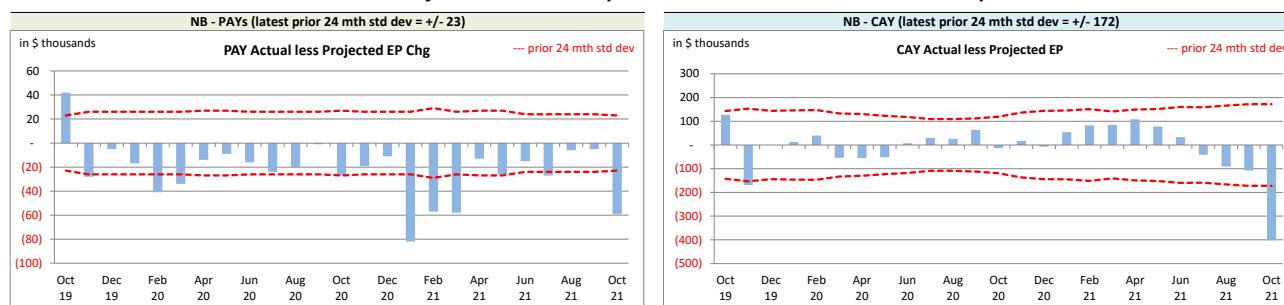 NB - PAYs (latest prior 24 mth std dev = +/- 23)
in $ thousands
PAY Actual less Projected EP Chg
--- prior 24 mth std dev
60
40
20
-
(20)
(40)
(60)
(80)
(100)
Oct Dec Feb Apr Jun Aug Oct Dec Feb Apr Jun Aug Oct
19 19 20 20 20 20 20 20 21 21 21 21 21
NB - CAY (latest prior 24 mth std dev = +/- 172)
in $ thousands
CAY Actual less Projected EP
--- prior 24 mth std dev
300
200
100
-
(100)
(200)
(300)
(400)
(500)
Oct Dec Feb Apr Jun Aug Oct Dec Feb Apr Jun Aug Oct
19 19 20 20 20 20 20 20 21 21 21 21 21